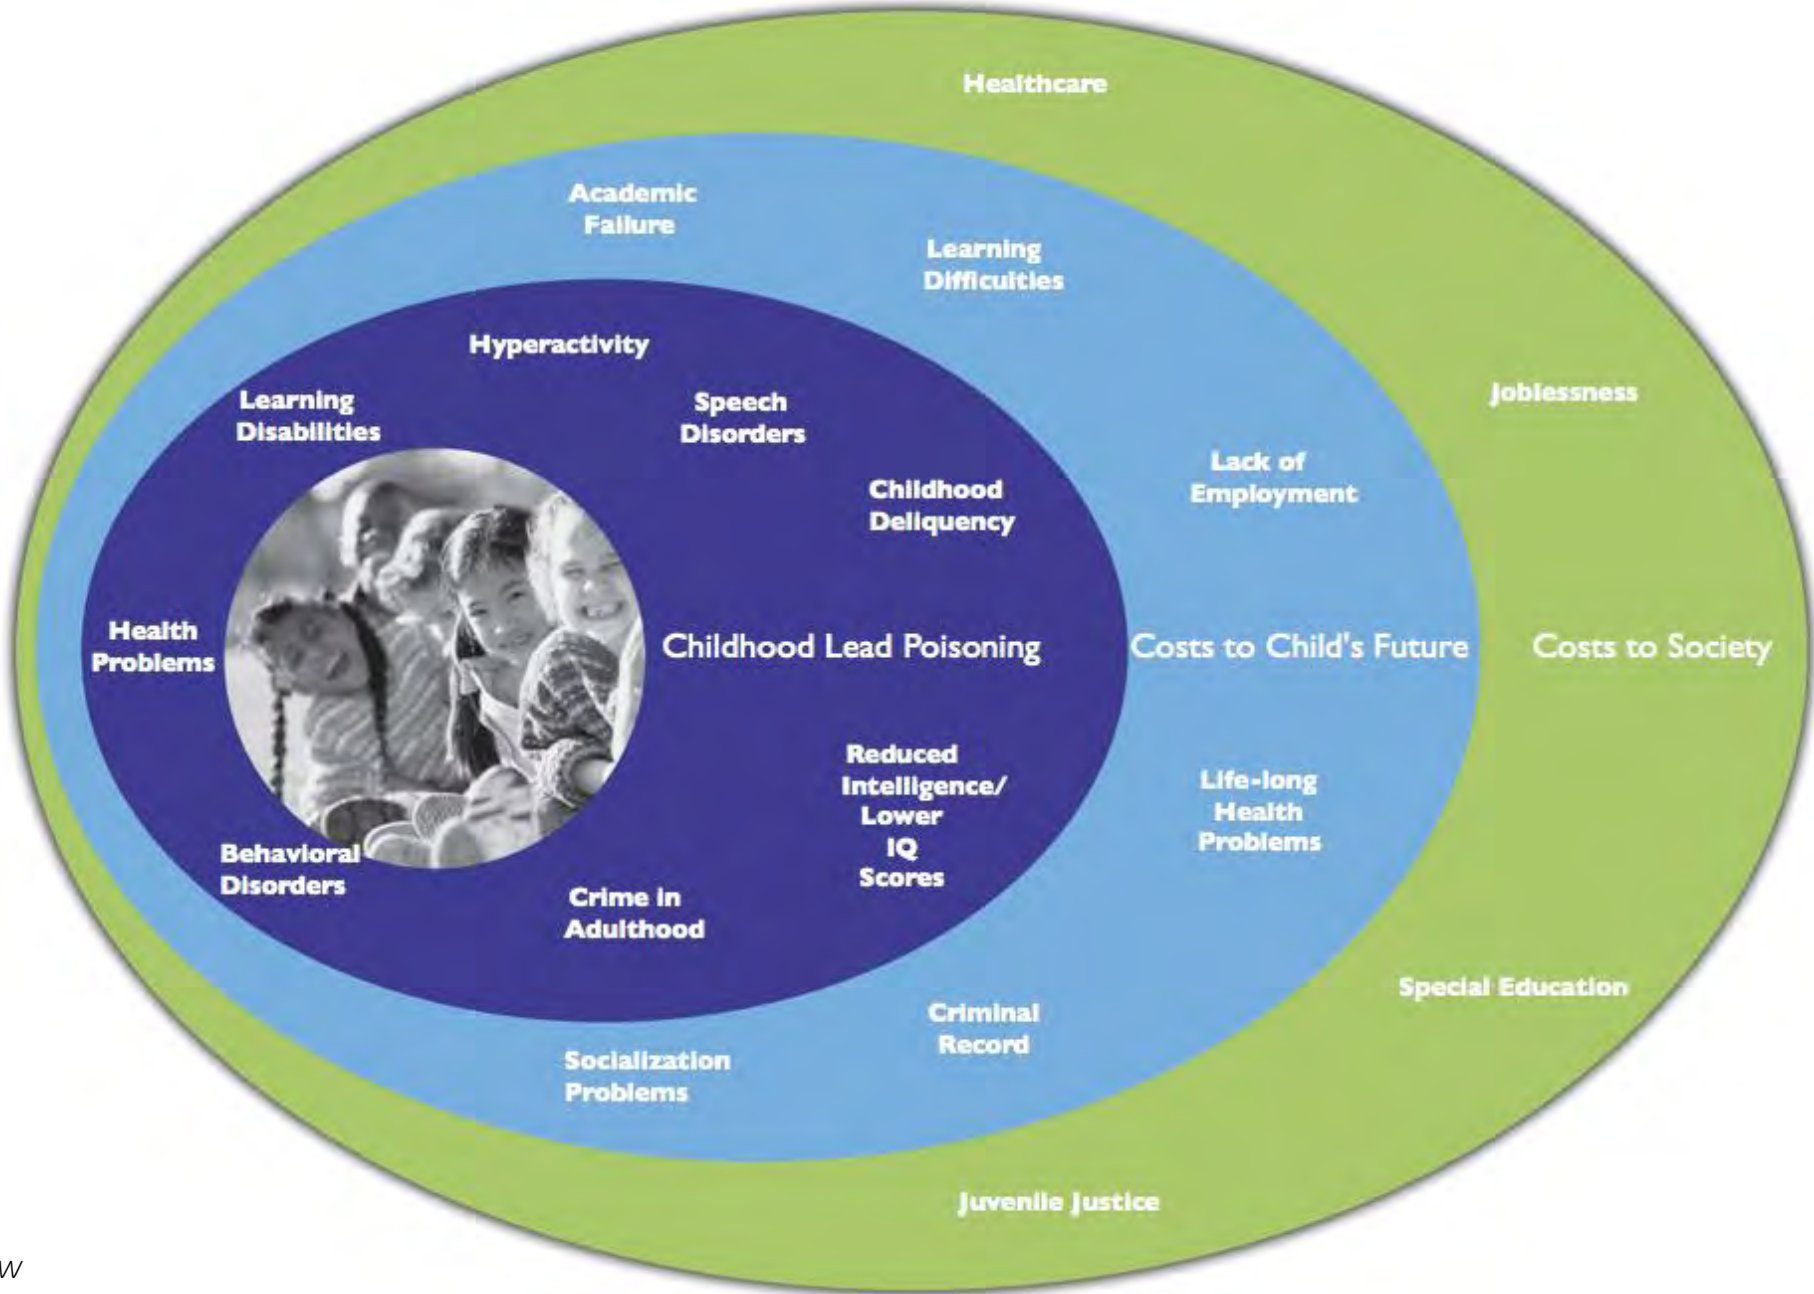 Healthcare
Academic
Failure
Learning
Difficulties
Hyperactivity
Learning
Disabilities
Speech
Disorders
Joblessness
Lack of
Employment
Childhood
Deliquency
Health
Problems
Childhood Lead Poisoning
Costs to Child's Future
Costs to Society
Reduced
Intelligence/
Lower
IQ
Scores
Life-long
Health
Problems
Behavioral
Disorders
Crime in
Adulthood
Special Education
Criminal
Record
Socialization
Problems
Juvenile Justice
w